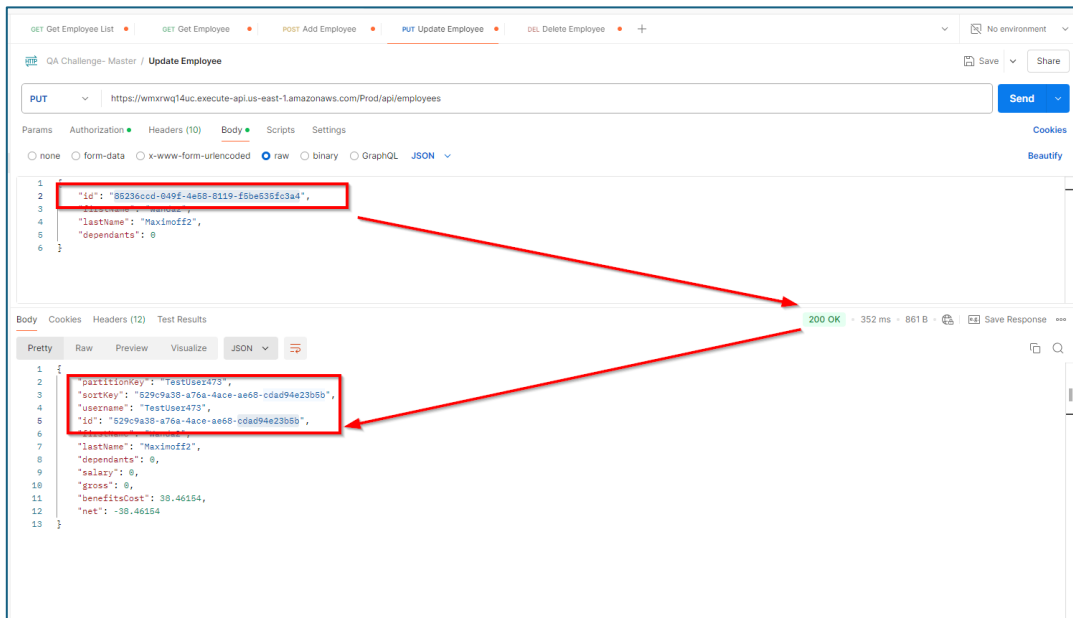 GET Get Employee List GET Get Employee POST Add Employee PUT Update Employee DEL Delete Employee + No environment
HTTP QA Challenge- Master / Update Employee Save Share
PUT https://wmxrwq14uc.execute-api.us-east-1.amazonaws.com/Prod/api/employees Send
Params Authorization Headers (10) Body Scripts Settings Cookies
none form-data x-www-form-urlencoded raw binary GraphQL JSON Beautify
1 {
2 "id": "85236ccd-049f-4e58-8119-f5be535fc3a4",
3 "firstName": "Wanda2",
4 "lastName": "Maximoff2",
5 "dependants": 0
6 }
Body Cookies Headers (12) Test Results 200 OK 352 ms 861 B Save Response
Pretty Raw Preview Visualize JSON
1 {
2 "partitionKey": "TestUser473",
3 "sortKey": "529c9a38-a76a-4ace-ae68-cdad94e23b5b",
4 "username": "TestUser473",
5 "id": "529c9a38-a76a-4ace-ae68-cdad94e23b5b",
6 "firstName": "Wanda2",
7 "lastName": "Maximoff2",
8 "dependants": 0,
9 "salary": 0,
10 "gross": 0,
11 "benefitsCost": 38.46154,
12 "net": -38.46154
13 }